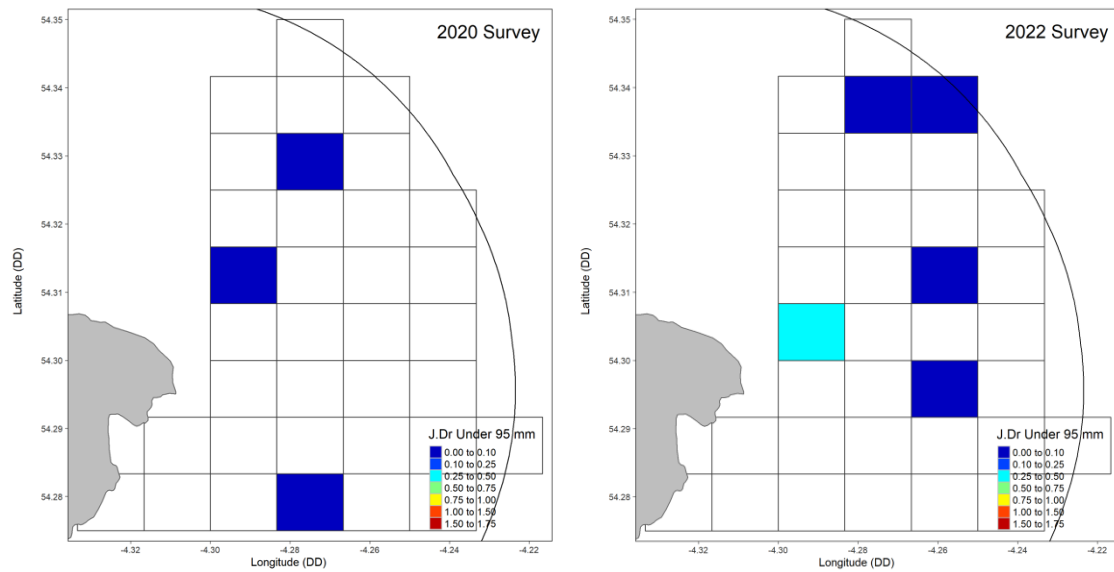 2020 Survey
54.35
54.34
54.33
54.32
54.31
54.30
54.29
54.28
Latitude (DD)
J.Dr Under 95 mm
0.00 to 0.10
0.10 to 0.25
0.25 to 0.50
0.50 to 0.75
0.75 to 1.00
1.00 to 1.50
1.50 to 1.75
-4.32
-4.30
-4.28
-4.26
-4.24
-4.22
Longitude (DD)
2022 Survey
54.35
54.34
54.33
54.32
54.31
54.30
54.29
54.28
Latitude (DD)
J.Dr Under 95 mm
0.00 to 0.10
0.10 to 0.25
0.25 to 0.50
0.50 to 0.75
0.75 to 1.00
1.00 to 1.50
1.50 to 1.75
-4.32
-4.30
-4.28
-4.26
-4.24
-4.22
Longitude (DD)